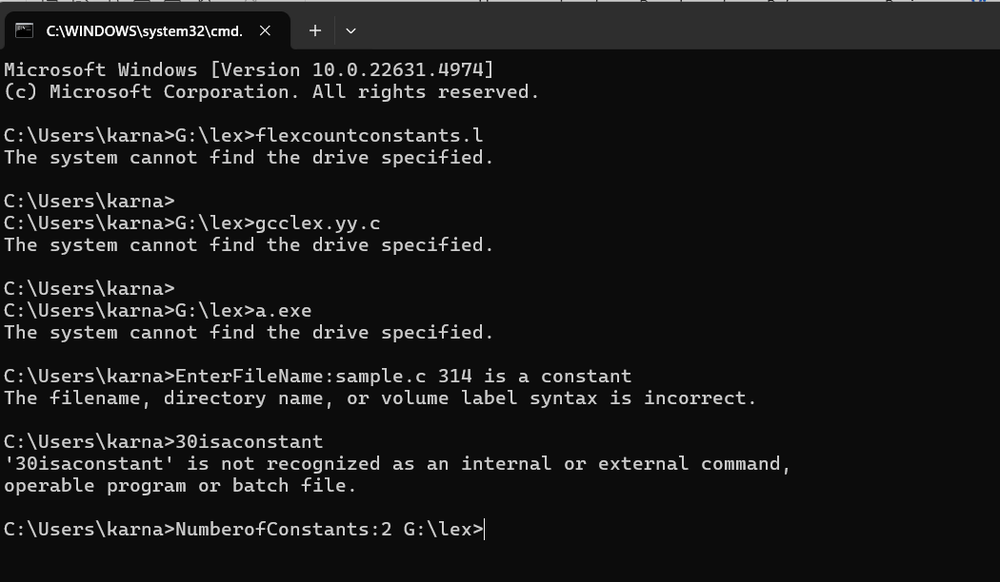 C:\WINDOWS\system32\cmd.
Microsoft Windows [Version 10.0.22631.4974]
(c) Microsoft Corporation. All rights reserved.
C:\Users\karna>G:\lex>flexcountconstants.l
The system cannot find the drive specified.
C:\Users\karna>
C:\Users\karna>G:\lex>gcclex.yy.c
The system cannot find the drive specified.
C:\Users\karna>
C:\Users\karna>G:\lex>a.exe
The system cannot find the drive specified.
C:\Users\karna>EnterFileName:sample.c 314 is a constant
The filename, directory name, or volume label syntax is incorrect.
C:\Users\karna>30isaconstant
'30isaconstant' is not recognized as an internal or external command,
operable program or batch file.
C:\Users\karna>NumberofConstants:2 G:\lex>